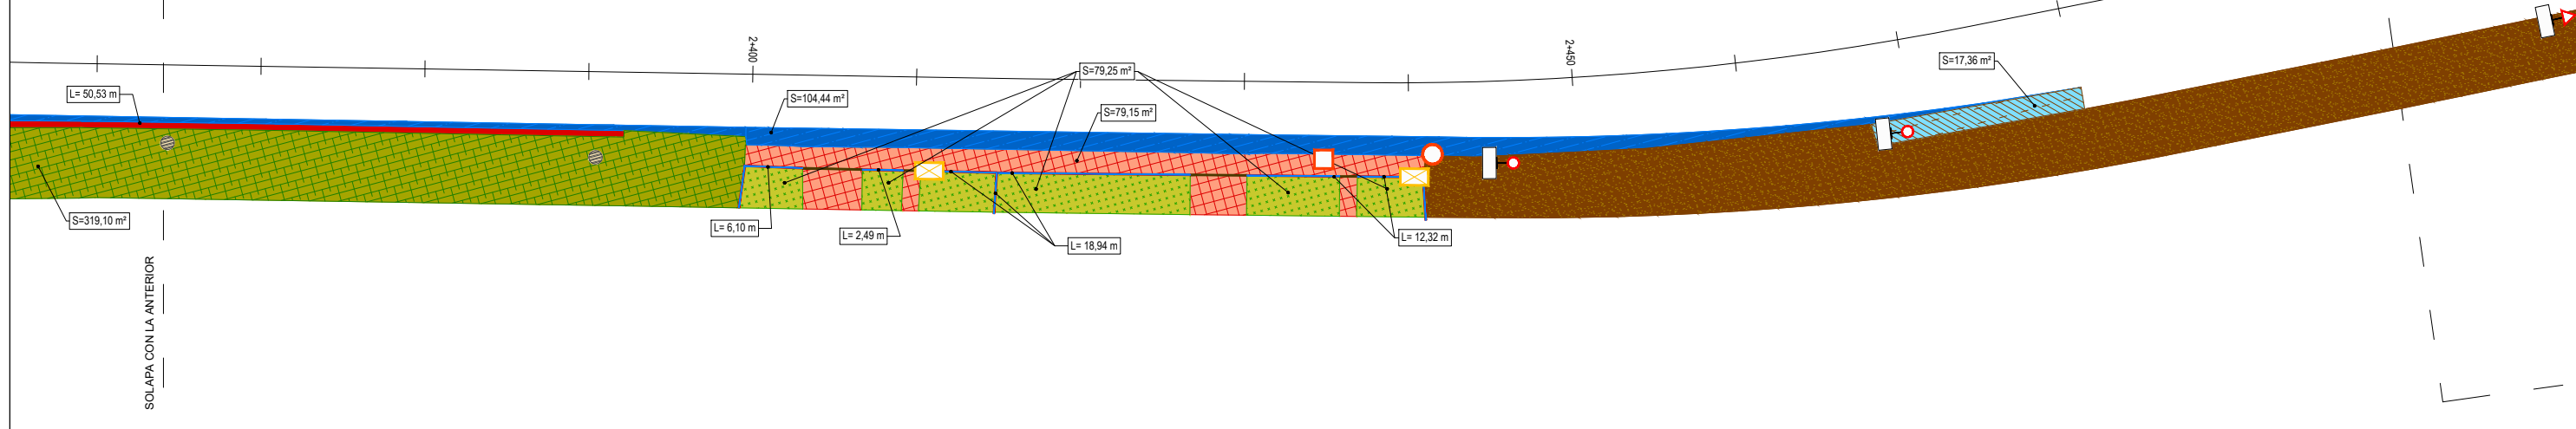 2+400
2+450
S=17,36 m²
S=79,25 m²
L= 50,53 m
S=104,44 m²
S=79,15 m²
S=319,10 m²
L= 6,10 m
L= 2,49 m
L= 18,94 m
L= 12,32 m
SOLAPA CON LA ANTERIOR